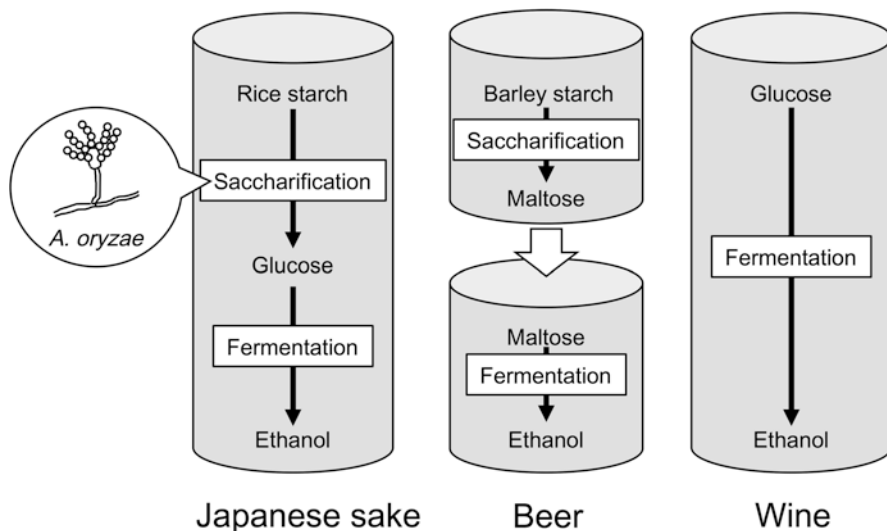 Rice starch
Saccharification
A. oryzae
Glucose
Fermentation
Ethanol
Japanese sake
Barley starch
Saccharification
Maltose
Maltose
Fermentation
Ethanol
Beer
Glucose
Fermentation
Ethanol
Wine